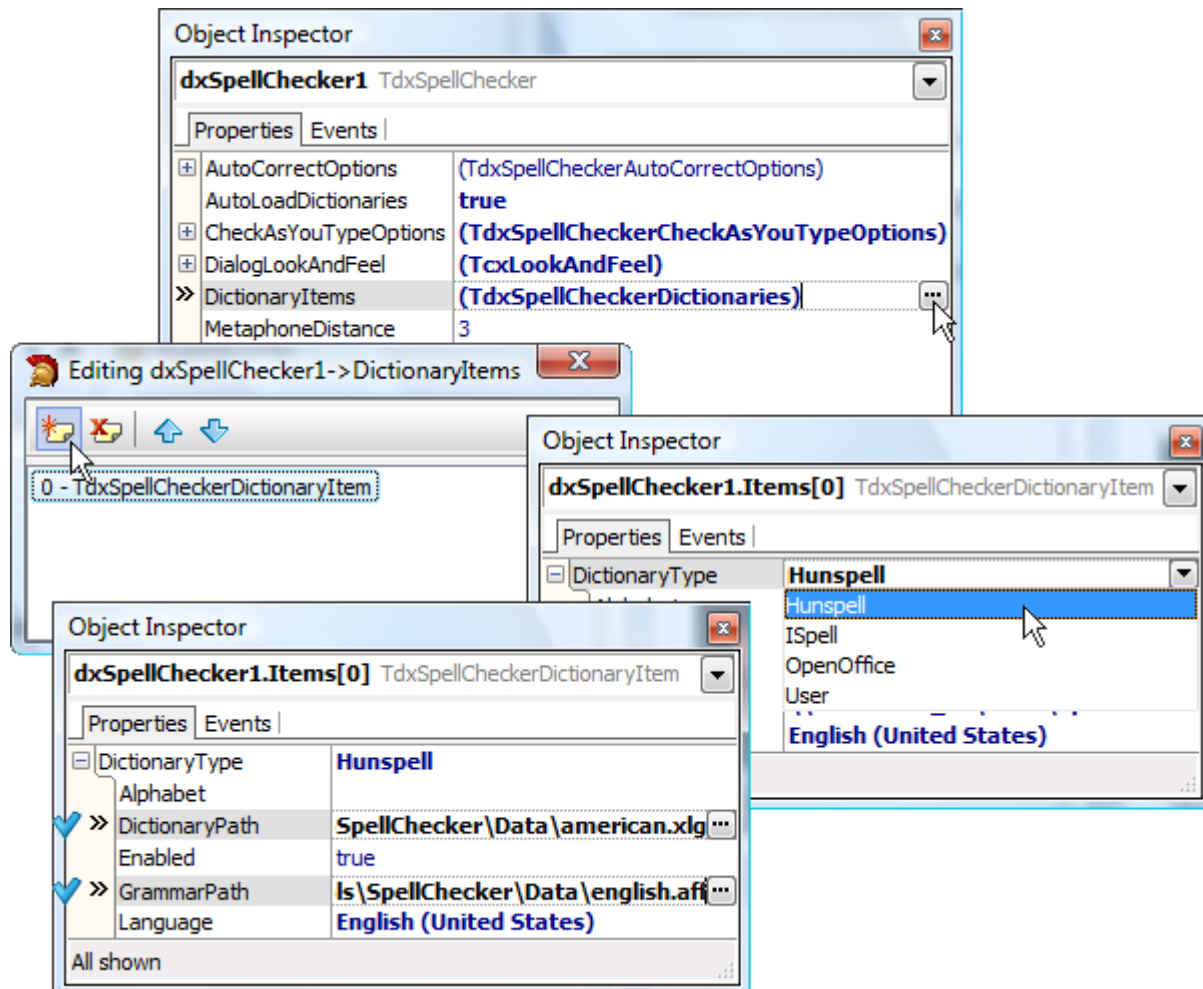 Object Inspector
dxSpellChecker1 TdxSpellChecker
Properties Events
AutoCorrectOptions (TdxSpellCheckerAutoCorrectOptions)
AutoLoadDictionaries true
CheckAsYouTypeOptions (TdxSpellCheckerCheckAsYouTypeOptions)
DialogLookAndFeel (TcxLookAndFeel)
DictionaryItems (TdxSpellCheckerDictionaries)
MetaphoneDistance 3
Editing dxSpellChecker1->DictionaryItems
0 - TdxSpellCheckerDictionaryItem
Object Inspector
dxSpellChecker1.Items[0] TdxSpellCheckerDictionaryItem
Properties Events
DictionaryType Hunspell
Hunspell
ISpell
OpenOffice
User
English (United States)
Object Inspector
dxSpellChecker1.Items[0] TdxSpellCheckerDictionaryItem
Properties Events
DictionaryType Hunspell
Alphabet
DictionaryPath SpellChecker\Data\american.xlg
Enabled true
GrammarPath ls\SpellChecker\Data\english.aff
Language English (United States)
All shown